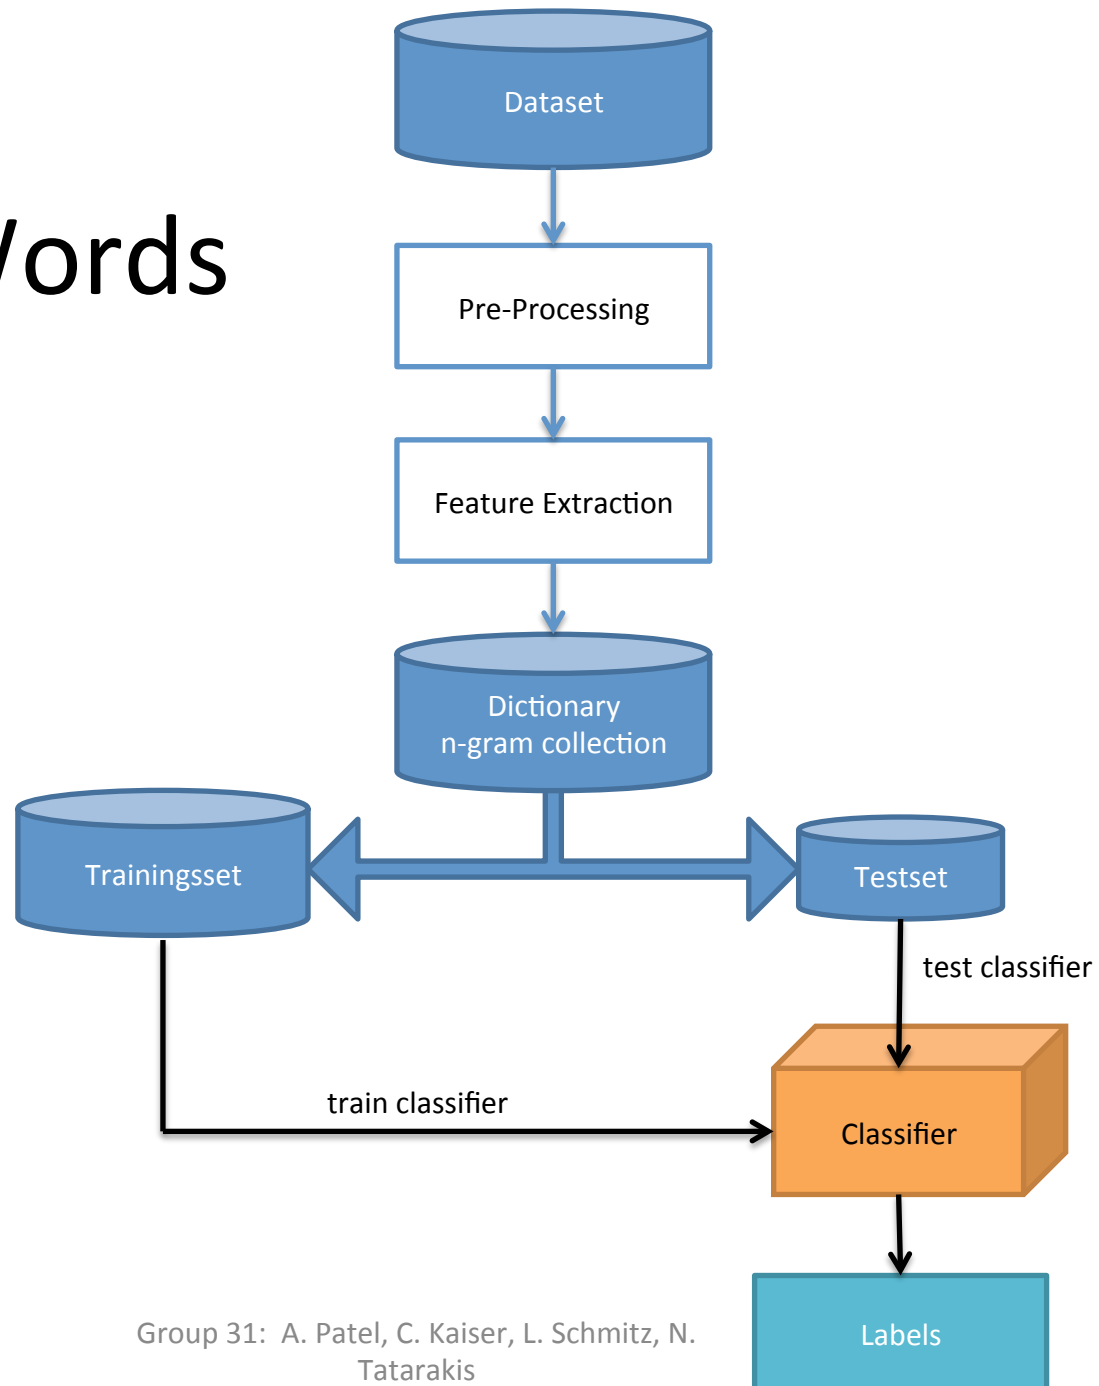 Dataset
Words
Pre-Processing
Feature Extraction
Dictionary
n-gram collection
Trainingsset
Testset
test classifier
train classifier
Classifier
Labels
Group 31: A. Patel, C. Kaiser, L. Schmitz, N.
Tatarakis